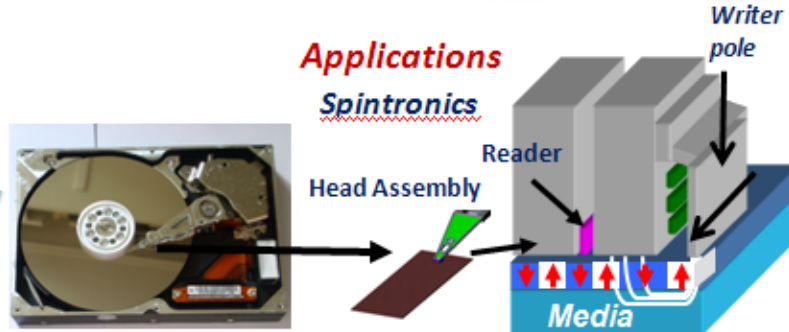 Applications
Spintronics
Writer
pole
Reader
Head Assembly
Media